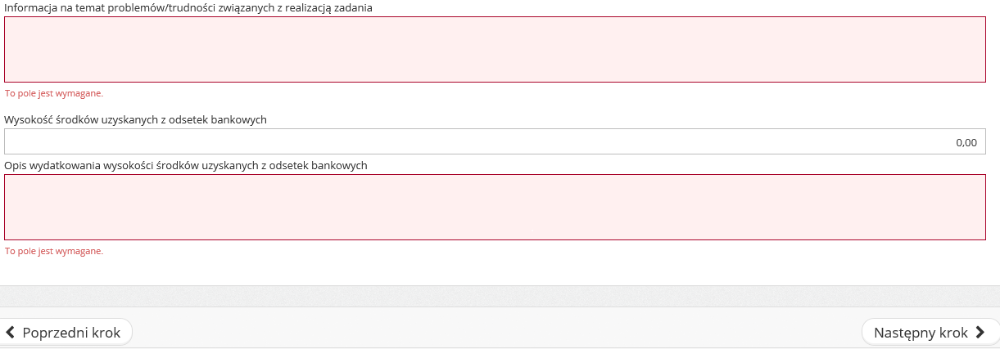 Informacja na temat problemów/trudności związanych z realizacją zadania
To pole jest wymagane.
Wysokość środków uzyskanych z odsetek bankowych
0,00
Opis wydatkowania wysokości środków uzyskanych z odsetek bankowych
To pole jest wymagane.
Poprzedni krok
Następny krok